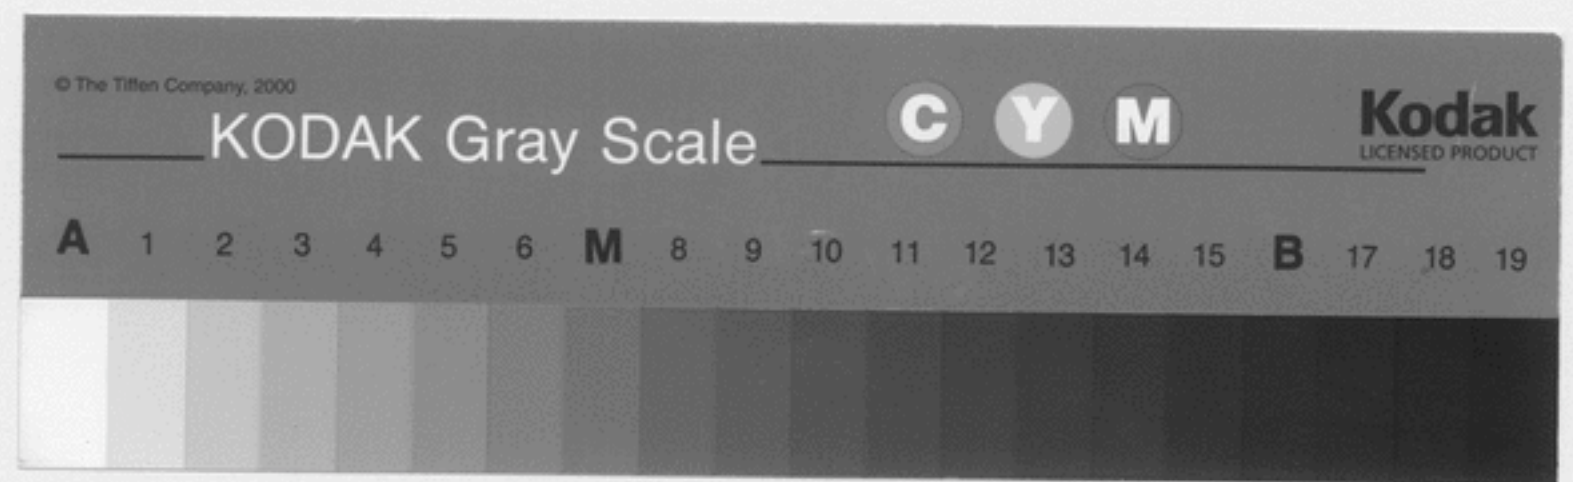 © The Tiffen Company, 2000
KODAK Gray Scale
C Y M
Kodak
LICENSED PRODUCT
A 1 2 3 4 5 6 M 8 9 10 11 12 13 14 15 B 17 18 19